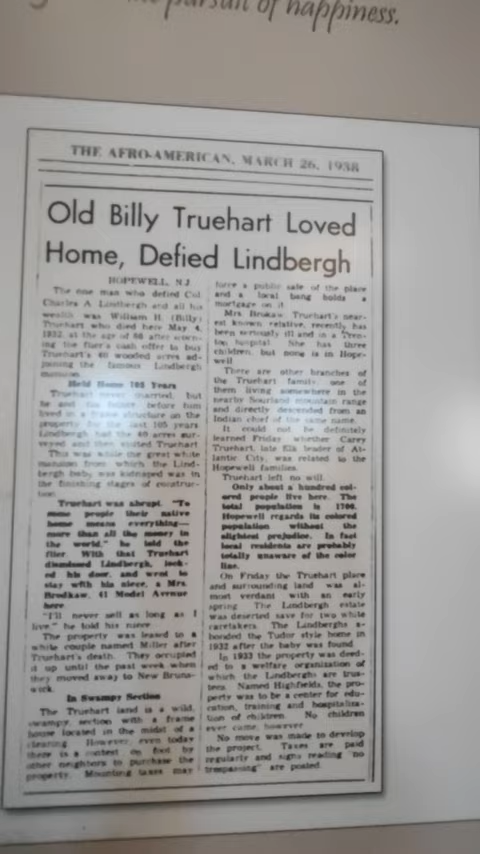 the pursuit of happiness.
THE AFRO-AMERICAN, MARCH 26, 1938
Old Billy Truehart Loved
Home, Defied Lindbergh
HOPEWELL, N.J.
The one man who defied Col
Charles A. Lindbergh and all his
wealth was William H. (Billy)
Truehart who died here May 4,
1932, at the age of 66 after
ing the flier's cash offer to buy
Truehart's 40 wooded acres ad-
joining the famous Lindbergh
mansion.
Held Home 105 Years
Truehart never married, but
he and his before him
lived in a frame structure on the
property for the last 105 years
Lindbergh had the 40 acres sur-
veyed and then visited Truehart
This was while the great white
mansion from which the Lind-
bergh baby was kidnaped was in
the finishing stages of construc-
tion.
Truehart was abrupt. "To
some people their native
home means everything—
more than all the money in
the world," he told the
flier. With that Truehart
dismissed Lindbergh, lock-
ed his door, and went to
stay with his niece, a Mrs.
Brodkaw, 41 Model Avenue
here.
"I'll never sell as long as I
live," he told his niece
The property was leased to a
white couple named Miller after
Truehart's death. They occupied
it up until the past week when
they moved away to New Bruns-
wick.
In Swampy Section
The Truehart land is a wild,
swampy section with a frame
house located in the midst of a
clearing However, even today
there is a contest on foot by
other neighbors to purchase the
property. Mounting taxes may
force a public sale of the place
and a local bang holds a
mortgage on it
Mrs. Brokaw Truehart's near-
est known relative, recently has
been seriously ill and in a Tren-
ton hospital. She has three
children, but none is in Hope-
well
There are other branches of
the Truehart family, one of
them living somewhere in the
nearby Sourland mountain range
and directly descended from an
Indian chief of the same name.
It could not be definitely
learned Friday whether Carey
Truehart, late Elk leader of At-
lantic City, was related to the
Hopewell families.
Truehart left no will.
Only about a hundred col-
ored people live here. The
total population is 1700.
Hopewell regards its colored
population without the
slightest prejudice. In fact
local residents are probably
totally unaware of the color
line.
On Friday the Truehart place
and surrounding land was al-
most verdant with an early
spring The Lindbergh estate
was deserted save for two white
caretakers. The Lindberghs a-
bonded the Tudor style home in
1932 after the baby was found.
In 1933 the property was deed-
ed to a welfare organization of
which the Lindberghs are trus-
tees. Named Highfields, the pro-
perty was to be a center for edu-
cation, training and hospitaliza-
tion of children. No children
ever came, however
No move was made to develop
the project. Taxes are paid
regularly and signs reading "no
trespassing" are posted.